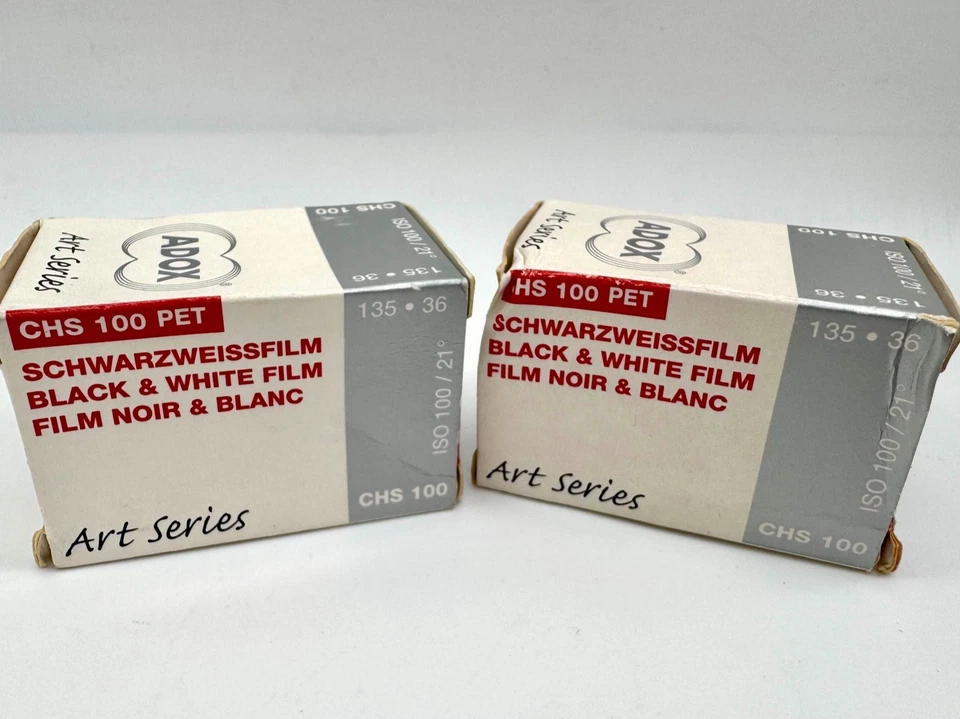 Art Series
ADOX
®
CHS 100
ISO 100/21°
135 • 36
CHS 100 PET
SCHWARZWEISSFILM
BLACK & WHITE FILM
FILM NOIR & BLANC
Art Series
135 • 36
ISO 100 / 21°
CHS 100
Art Series
ADOX
®
CHS 100
ISO 100/21°
135 • 36
HS 100 PET
SCHWARZWEISSFILM
BLACK & WHITE FILM
FILM NOIR & BLANC
Art Series
135 • 36
ISO 100 / 21°
CHS 100